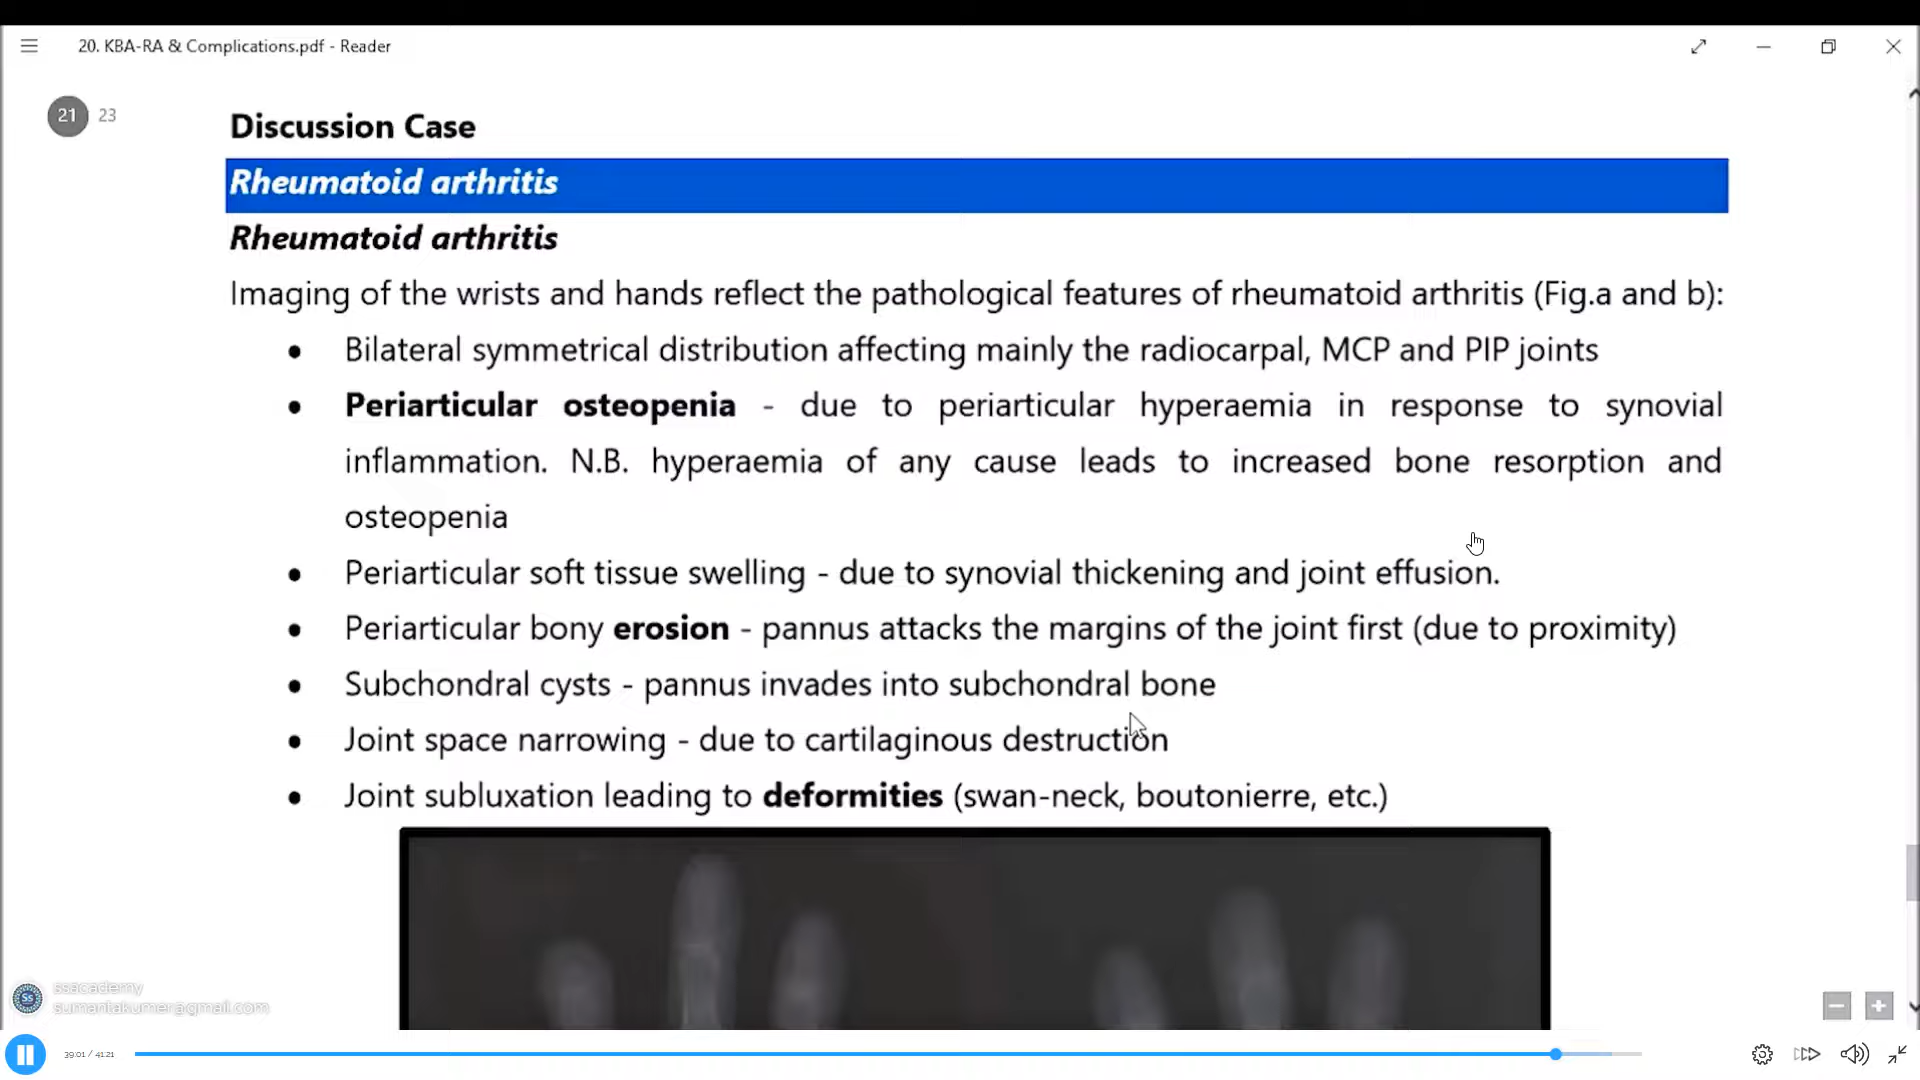 20. KBA-RA & Complications.pdf - Reader
21 23
Discussion Case
Rheumatoid arthritis
Rheumatoid arthritis
Imaging of the wrists and hands reflect the pathological features of rheumatoid arthritis (Fig.a and b):
• Bilateral symmetrical distribution affecting mainly the radiocarpal, MCP and PIP joints
• Periarticular osteopenia - due to periarticular hyperaemia in response to synovial
inflammation. N.B. hyperaemia of any cause leads to increased bone resorption and
osteopenia
• Periarticular soft tissue swelling - due to synovial thickening and joint effusion.
• Periarticular bony erosion - pannus attacks the margins of the joint first (due to proximity)
• Subchondral cysts - pannus invades into subchondral bone
• Joint space narrowing - due to cartilaginous destruction
• Joint subluxation leading to deformities (swan-neck, boutonierre, etc.)
ssacademy
39:01 / 41:21